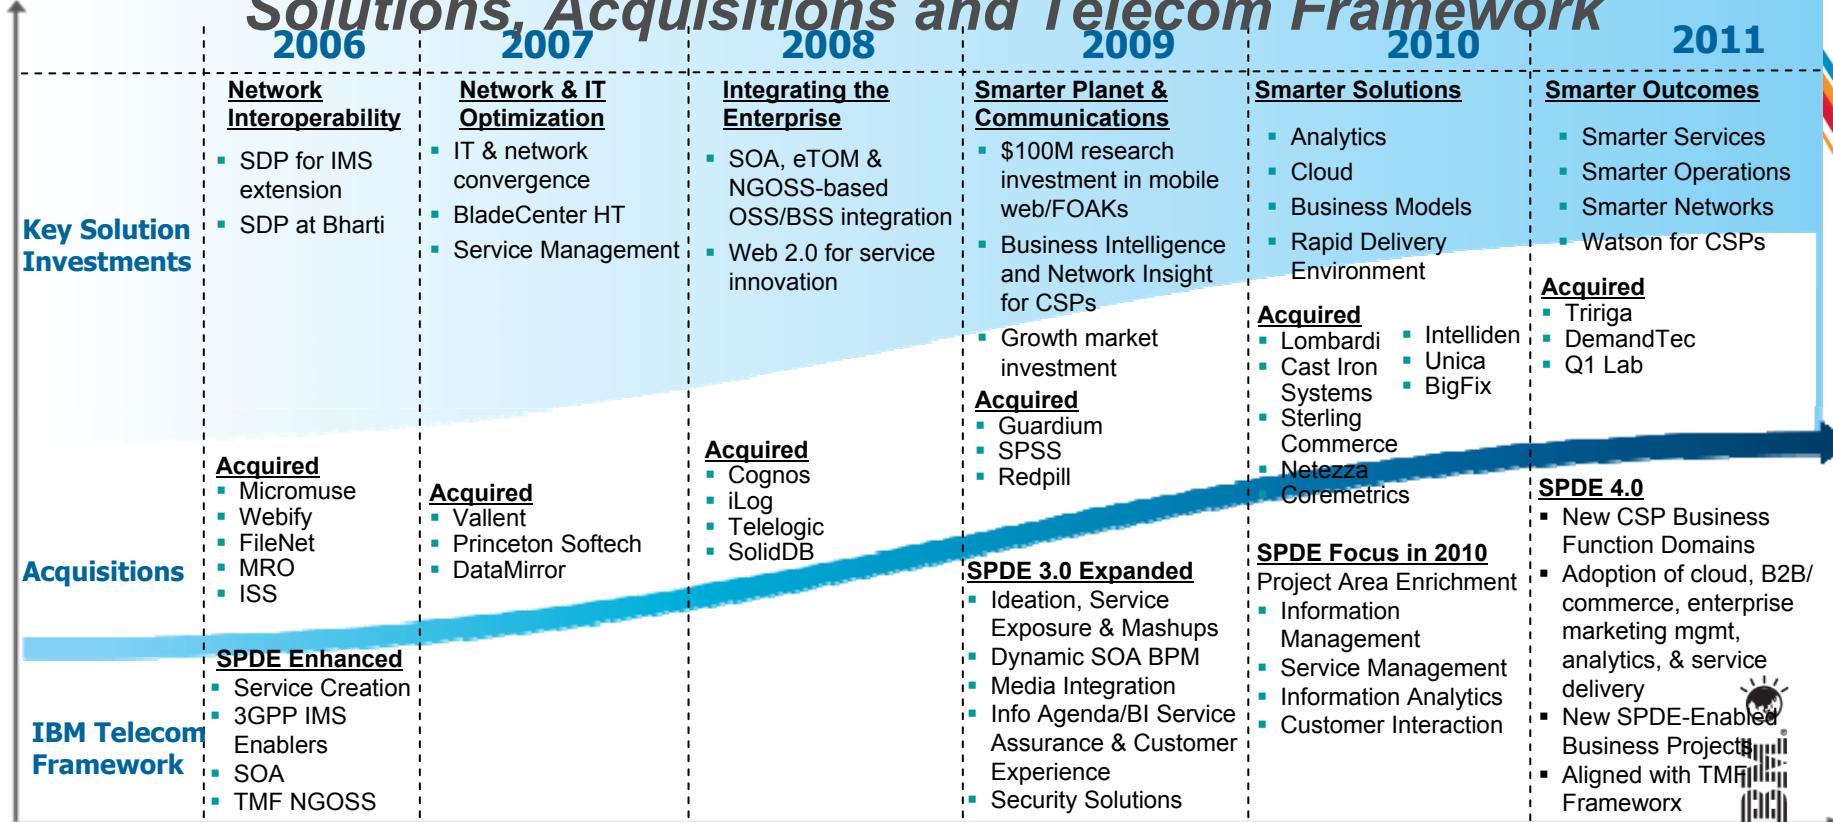 Solutions, Acquisitions and Telecom Framework
2006
2007
2008
2009
2010
2011
Key Solution
Investments
Acquisitions
IBM Telecom
Framework
Network
Interoperability
SDP for IMS
extension
SDP at Bharti
Acquired
Micromuse
Webify
FileNet
MRO
ISS
SPDE Enhanced
Service Creation
3GPP IMS
Enablers
SOA
TMF NGOSS
Network & IT
Optimization
IT & network
convergence
BladeCenter HT
Service Management
Acquired
Vallent
Princeton Softech
DataMirror
Integrating the
Enterprise
SOA, eTOM &
NGOSS-based
OSS/BSS integration
Web 2.0 for service
innovation
Acquired
Cognos
iLog
Telelogic
SolidDB
Smarter Planet &
Communications
$100M research
investment in mobile
web/FOAKs
Business Intelligence
and Network Insight
for CSPs
Growth market
investment
Acquired
Guardium
SPSS
Redpill
SPDE 3.0 Expanded
Ideation, Service
Exposure & Mashups
Dynamic SOA BPM
Media Integration
Info Agenda/BI Service
Assurance & Customer
Experience
Security Solutions
Smarter Solutions
Analytics
Cloud
Business Models
Rapid Delivery
Environment
Acquired
Lombardi
Cast Iron
Systems
Sterling
Commerce
Netezza
Coremetrics
Intelliden
Unica
BigFix
SPDE Focus in 2010
Project Area Enrichment
Information
Management
Service Management
Information Analytics
Customer Interaction
Smarter Outcomes
Smarter Services
Smarter Operations
Smarter Networks
Watson for CSPs
Acquired
Tririga
DemandTec
Q1 Lab
SPDE 4.0
New CSP Business
Function Domains
Adoption of cloud, B2B/
commerce, enterprise
marketing mgmt,
analytics, & service
delivery
New SPDE-Enabled
Business Projects
Aligned with TMF
Frameworx
IBM
®